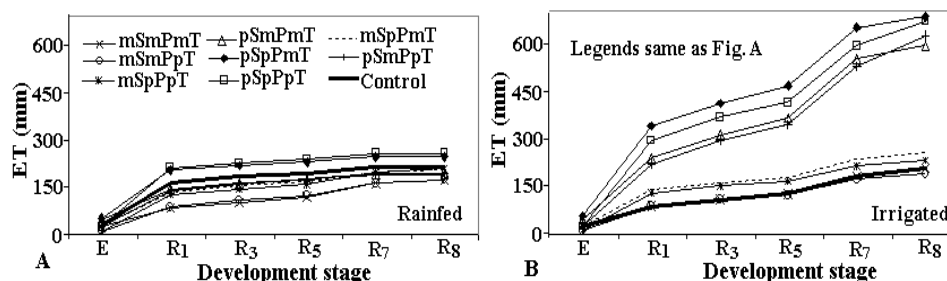 mSmPmT pSmPmT mSpPmT
mSmPpT pSpPmT pSmPpT
mSpPpT pSpPpT Control
600
450
300
150
0
ET (mm)
Rainfed
E R1 R3 R5 R7 R8
A
Development stage
Legends same as Fig. A
600
450
300
150
0
ET (mm)
Irrigated
E R1 R3 R5 R7 R8
B
Development stage